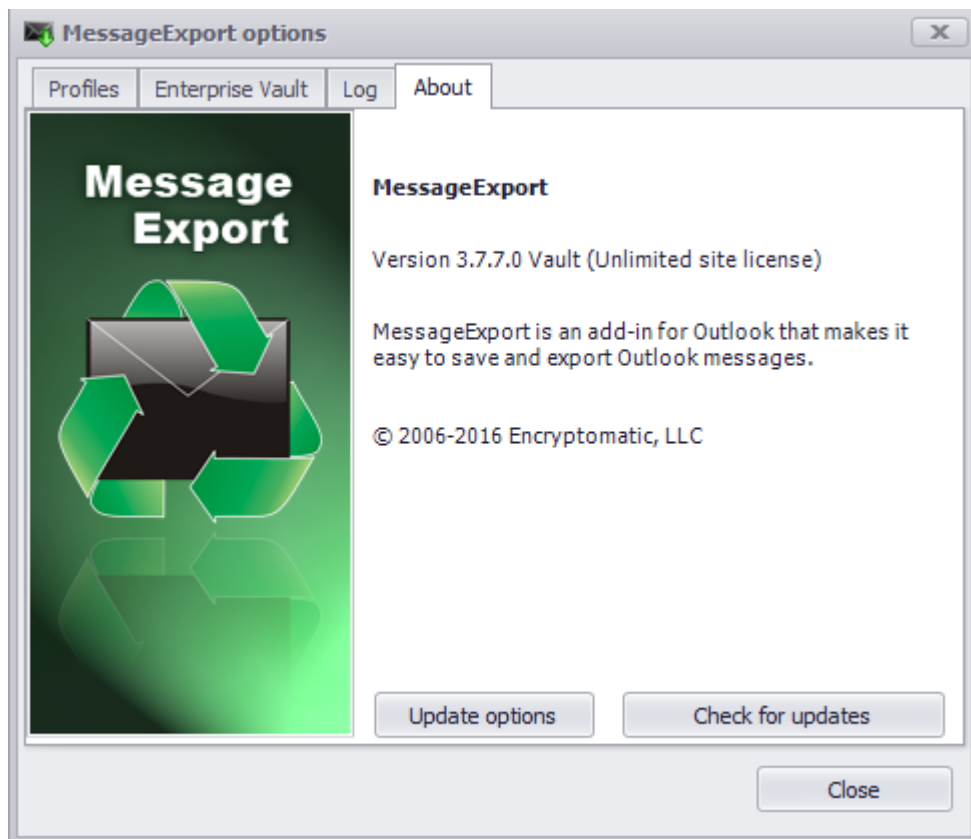 MessageExport options
Profiles Enterprise Vault Log About
Message
Export
MessageExport
Version 3.7.7.0 Vault (Unlimited site license)
MessageExport is an add-in for Outlook that makes it
easy to save and export Outlook messages.
© 2006-2016 Encryptomatic, LLC
Update options Check for updates
Close